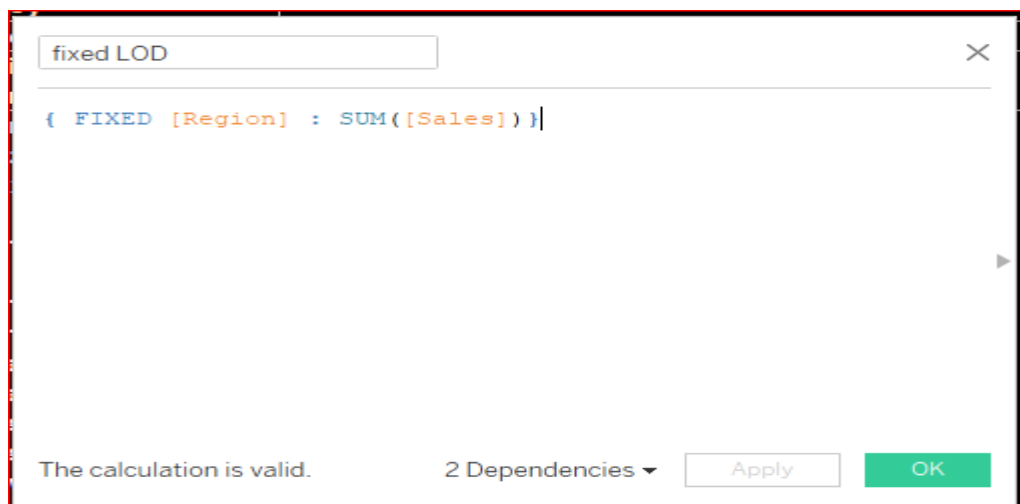 fixed LOD
{ FIXED [Region] : SUM([Sales])}
The calculation is valid. 2 Dependencies Apply OK